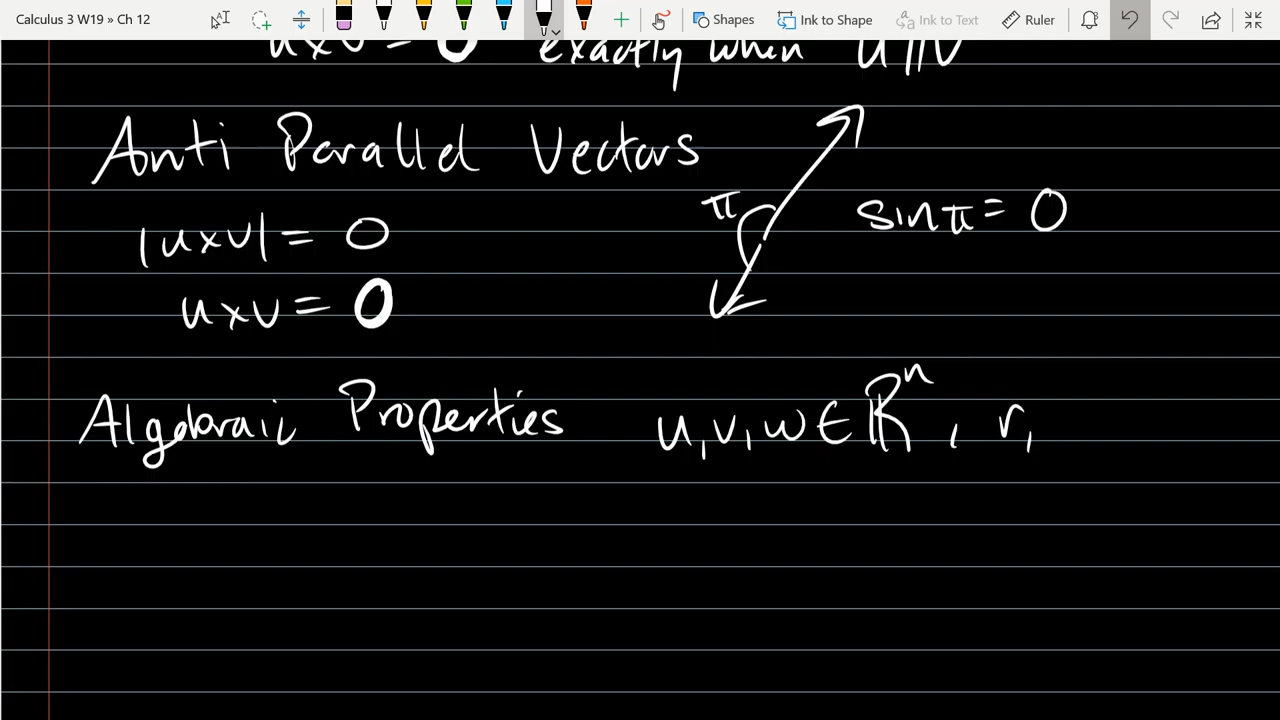 Calculus 3 W19 » Ch 12
Shapes
Ink to Shape
Ink to Text
Ruler
u×v = 0 exactly when u∥v
Anti Parallel Vectors
|u×v| = 0
u×v = 0
π
sin π = 0
Algebraic Properties u,v,w∈ℝⁿ, r,